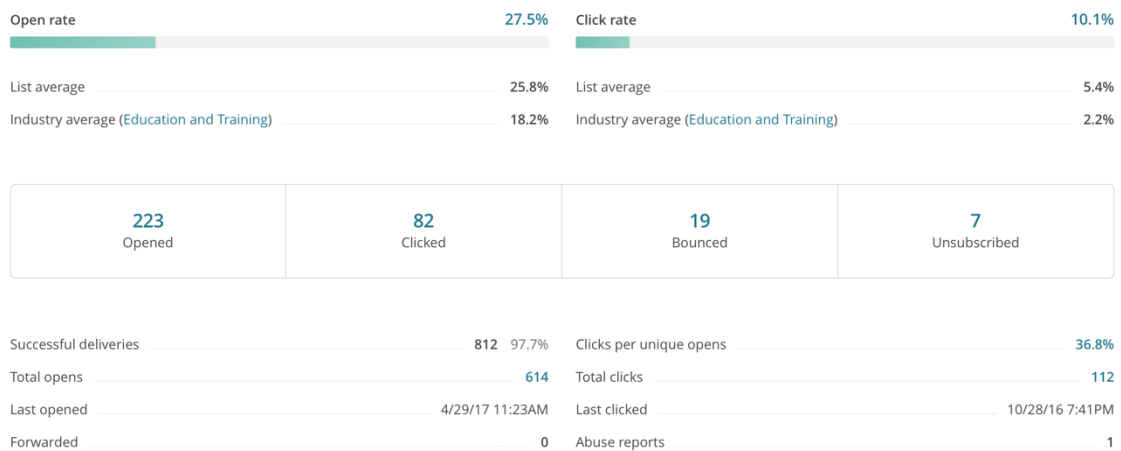 Open rate 27.5% Click rate 10.1%
List average 25.8% List average 5.4%
Industry average (Education and Training) 18.2% Industry average (Education and Training) 2.2%
223 82 19 7
Opened Clicked Bounced Unsubscribed
Successful deliveries 812 97.7% Clicks per unique opens 36.8%
Total opens 614 Total clicks 112
Last opened 4/29/17 11:23AM Last clicked 10/28/16 7:41PM
Forwarded 0 Abuse reports 1